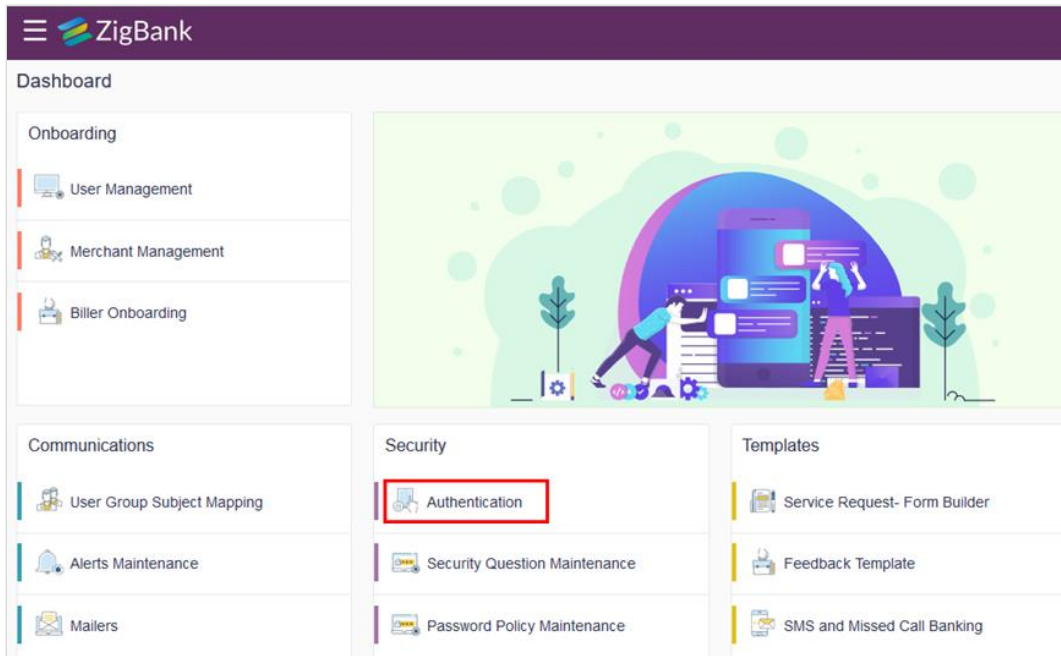 ZigBank
Dashboard
Onboarding
User Management
Merchant Management
Biller Onboarding
Communications
User Group Subject Mapping
Alerts Maintenance
Mailers
Security
Authentication
Security Question Maintenance
Password Policy Maintenance
Templates
Service Request- Form Builder
Feedback Template
SMS and Missed Call Banking